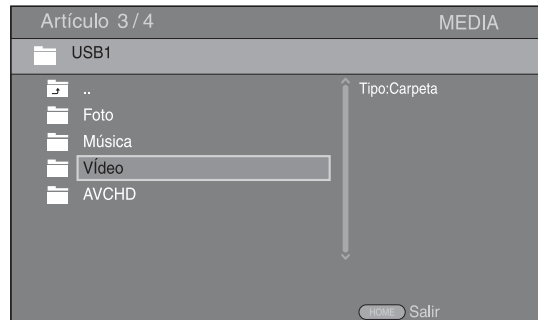 Artículo 3 / 4
MEDIA
USB1
..
Foto
Música
VÍdeo
AVCHD
Tipo:Carpeta
HOME Salir